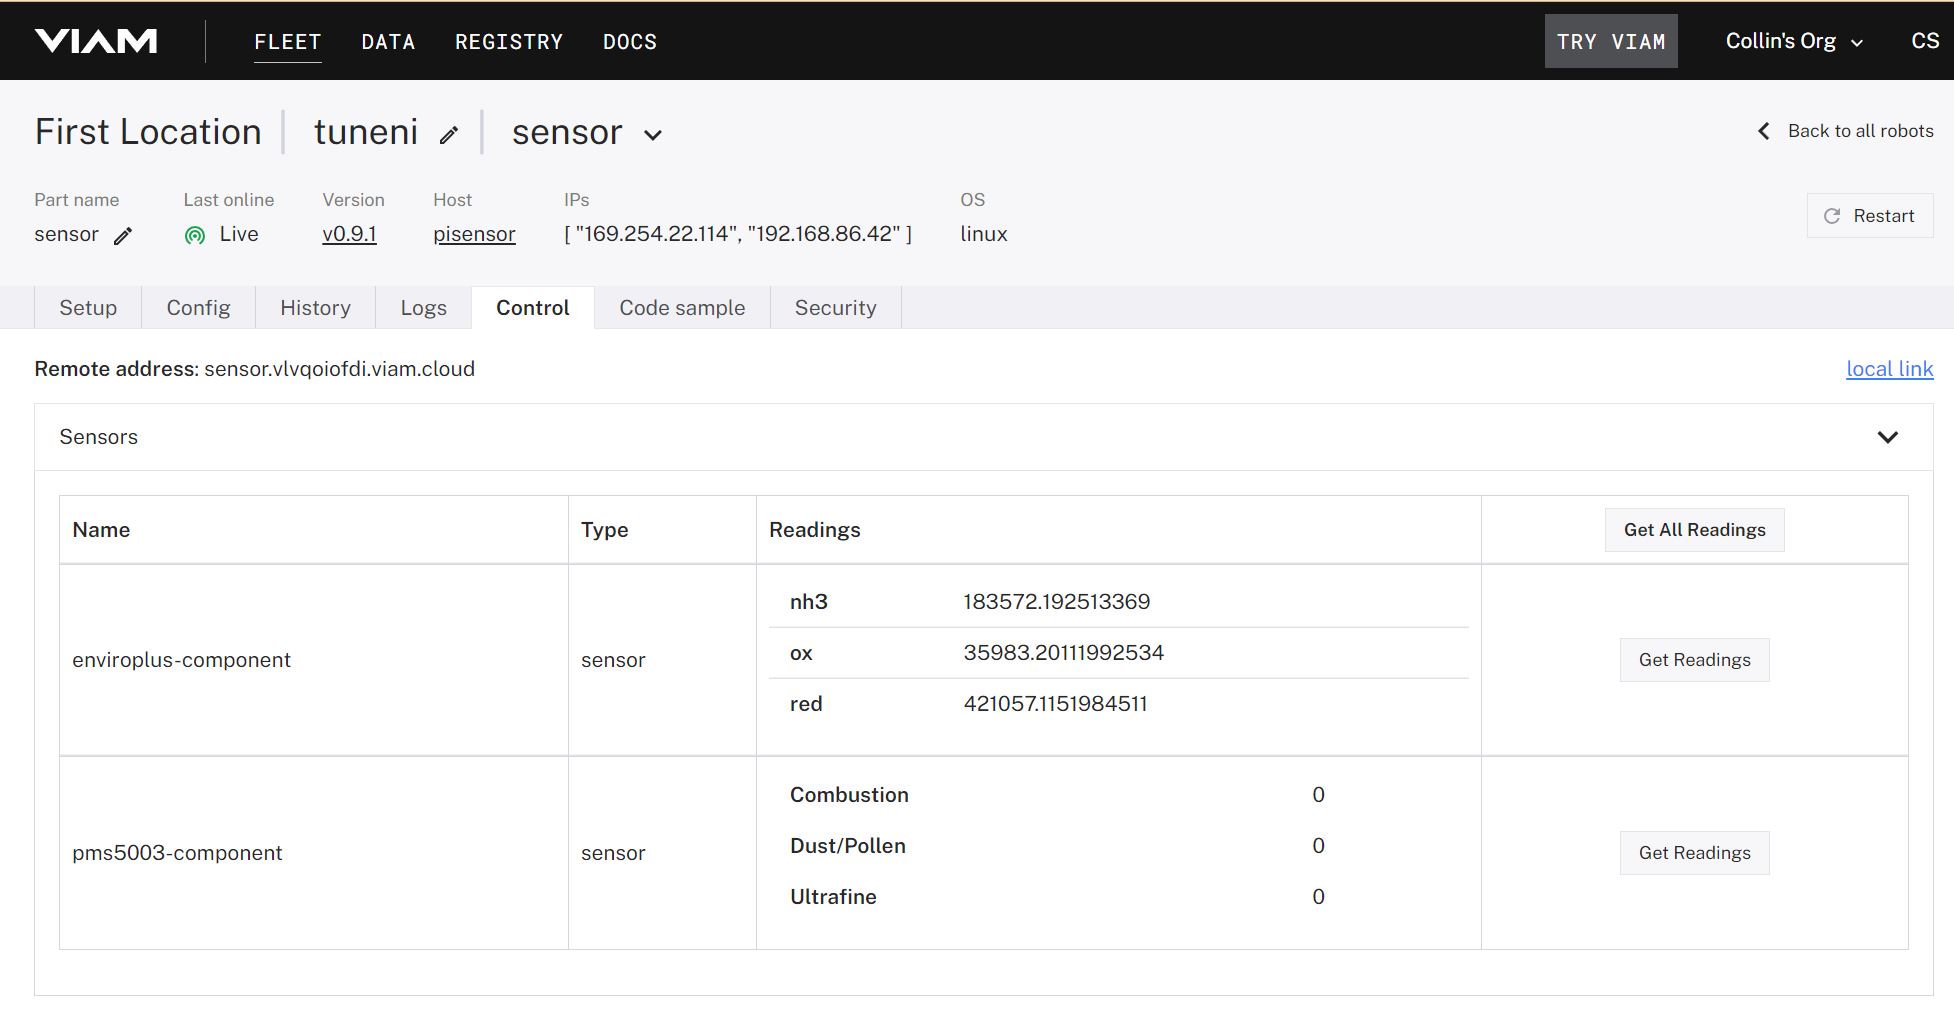 VIAM FLEET DATA REGISTRY DOCS TRY VIAM Collin's Org CS
First Location tuneni sensor Back to all robots
Part name Last online Version Host IPs OS
sensor Live v0.9.1 pisensor [ "169.254.22.114", "192.168.86.42" ] linux Restart
Setup Config History Logs Control Code sample Security
Remote address: sensor.vlvqoiofdi.viam.cloud local link
Sensors
Name Type Readings Get All Readings
nh3 183572.192513369
ox 35983.20111992534
enviroplus-component sensor Get Readings
red 421057.1151984511
Combustion 0
Dust/Pollen 0
pms5003-component sensor Get Readings
Ultrafine 0